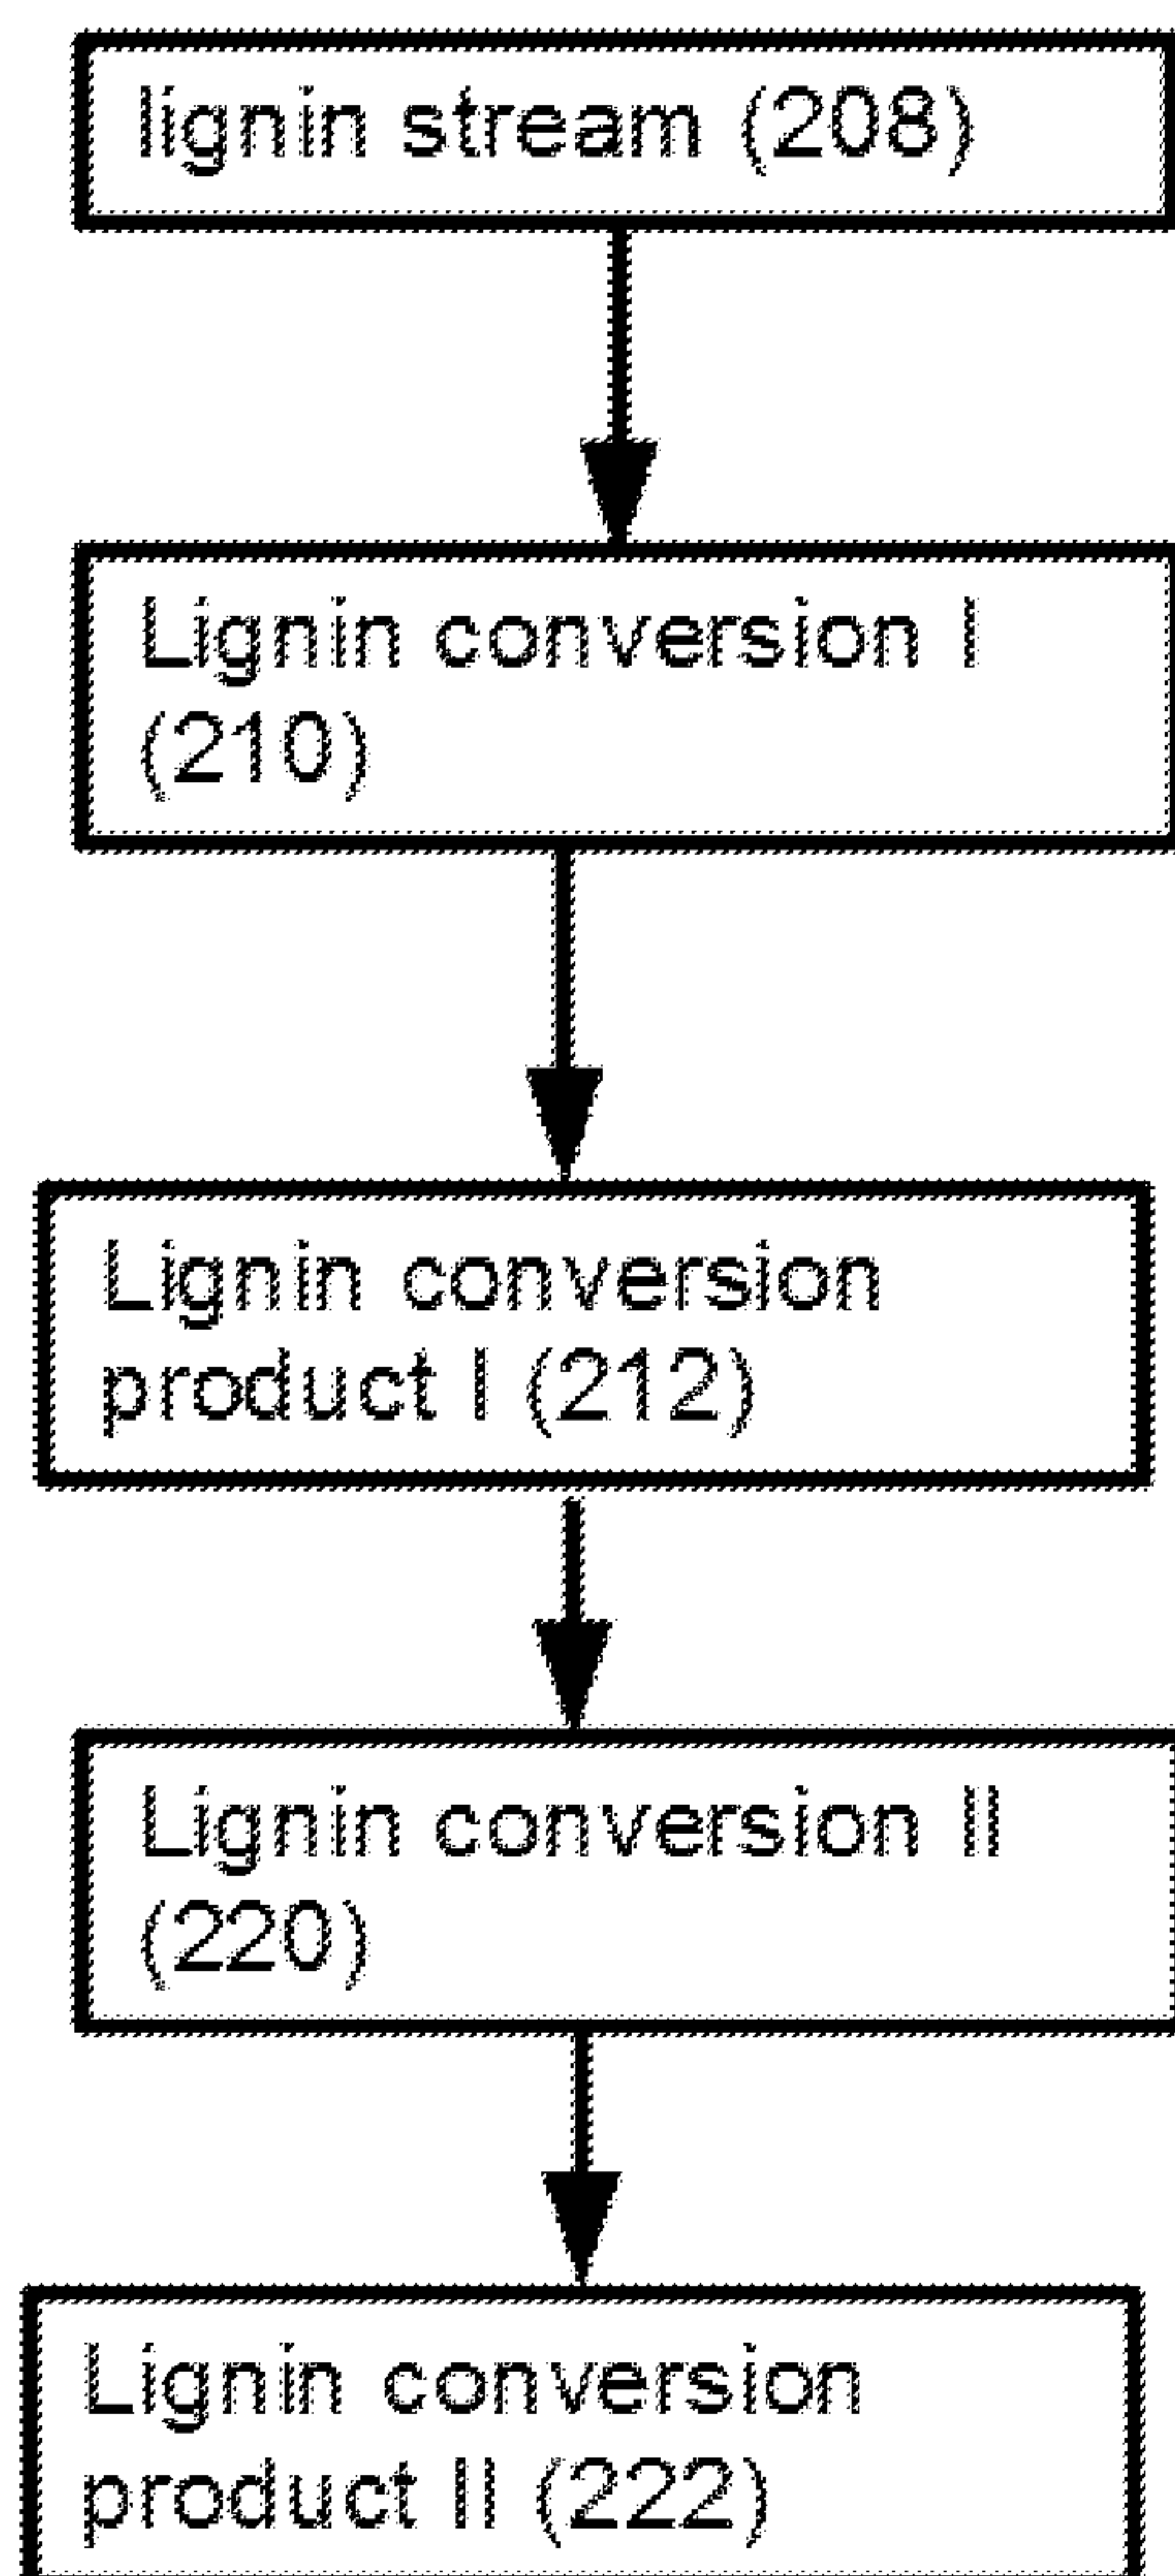 lignin stream (208)
Lignin conversion I
(210)
Lignin conversion
product I (212)
Lignin conversion II
(220)
Lignin conversion
product II (222)